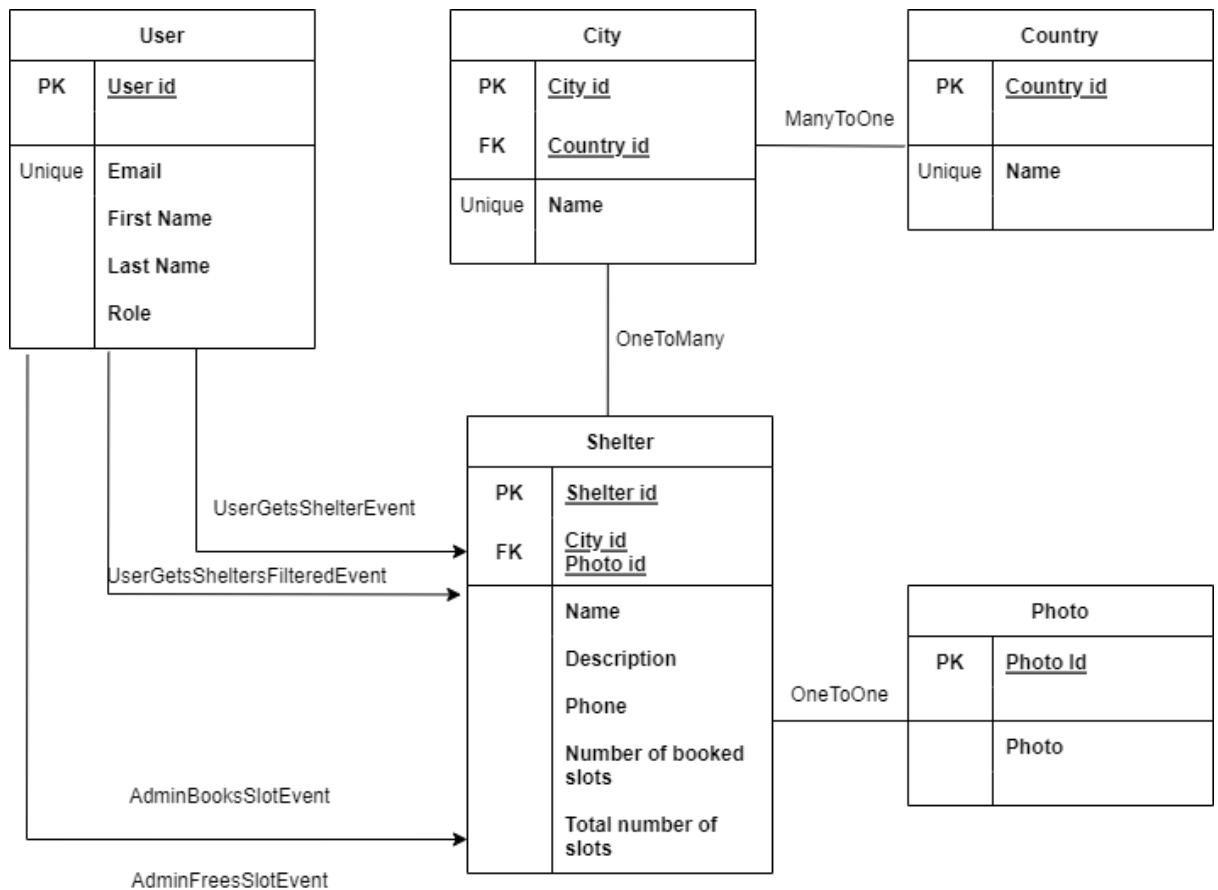 User
PK User id
Unique Email
First Name
Last Name
Role
City
PK City id
FK Country id
Unique Name
ManyToOne
Country
PK Country id
Unique Name
OneToMany
UserGetsShelterEvent
UserGetsSheltersFilteredEvent
AdminBooksSlotEvent
AdminFreesSlotEvent
Shelter
PK Shelter id
FK City id
Photo id
Name
Description
Phone
Number of booked
slots
Total number of
slots
OneToOne
Photo
PK Photo Id
Photo